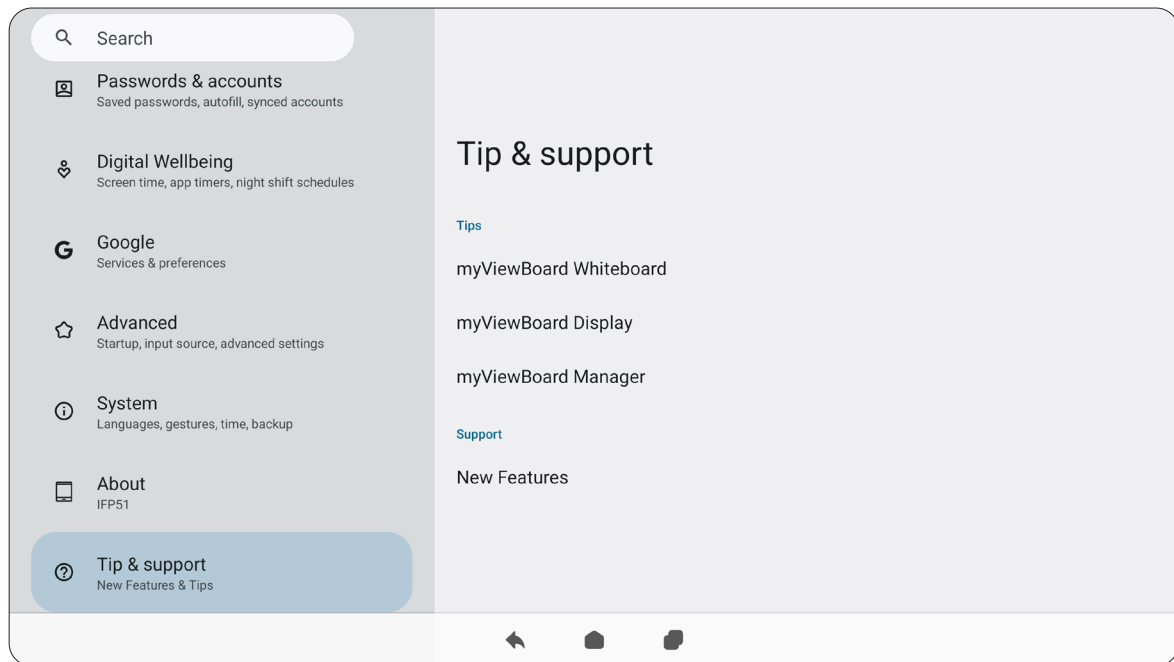 Search
Passwords & accounts
Saved passwords, autofill, synced accounts
Digital Wellbeing
Screen time, app timers, night shift schedules
Google
Services & preferences
Advanced
Startup, input source, advanced settings
System
Languages, gestures, time, backup
About
IFP51
Tip & support
New Features & Tips
Tip & support
Tips
myViewBoard Whiteboard
myViewBoard Display
myViewBoard Manager
Support
New Features